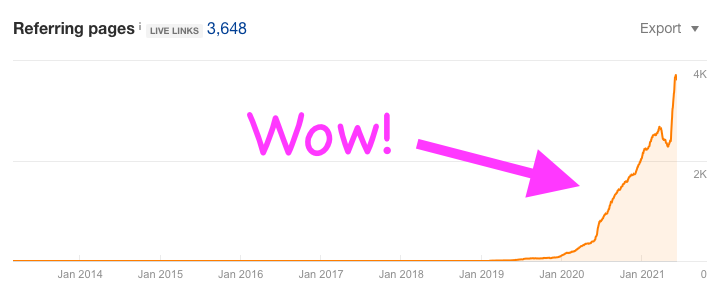 Referring pages i LIVE LINKS 3,648
Export
4K
Wow!
2K
Jan 2014 Jan 2015 Jan 2016 Jan 2017 Jan 2018 Jan 2019 Jan 2020 Jan 2021 0